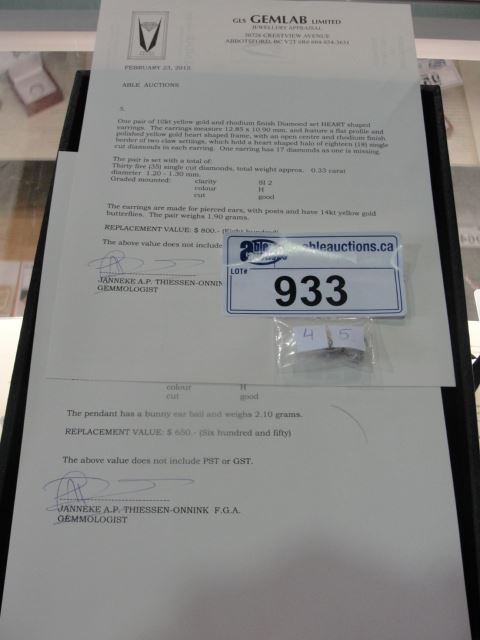 GLS GEMLAB LIMITED
JEWELLERY APPRAISAL
30726 CRESTVIEW AVENUE
ABBOTSFORD, BC V2T
FEBRUARY 23, 2012
ABLE AUCTIONS
5.
One pair of 10kt yellow gold and rhodium finish Diamond set HEART shaped
earrings. The earrings measure 12.85 x 10.90 mm. and feature a flat profile and
polished yellow gold heart shaped frame, with an open centre and rhodium finish
border of two claw settings, which hold a heart shaped halo of eighteen (18) single
cut diamonds in each earring. One earring has 17 diamonds as one is missing.
The pair is set with a total of:
Thirty five (35) single cut diamonds, total weight approx. 0.33 carat
diameter 1.20 - 1.30 mm.
Graded mounted: clarity SI 2
colour H
cut good
The earrings are made for pierced ears, with posts and have 14kt yellow gold
butterflies. The pair weighs 1.90 grams.
REPLACEMENT VALUE: $ 800.- (Eight hundred)
The above value does not include
JANNEKE A.P. THIESSEN-ONNIN
GEMMOLOGIST
able ableauctions.ca
LOT#
933
4 5
colour H
cut good
The pendant has a bunny ear bail and weighs 2.10 grams.
REPLACEMENT VALUE: $ 650.- (Six hundred and fifty)
The above value does not include PST or GST.
JANNEKE A.P. THIESSEN-ONNINK F.G.A.
GEMMOLOGIST